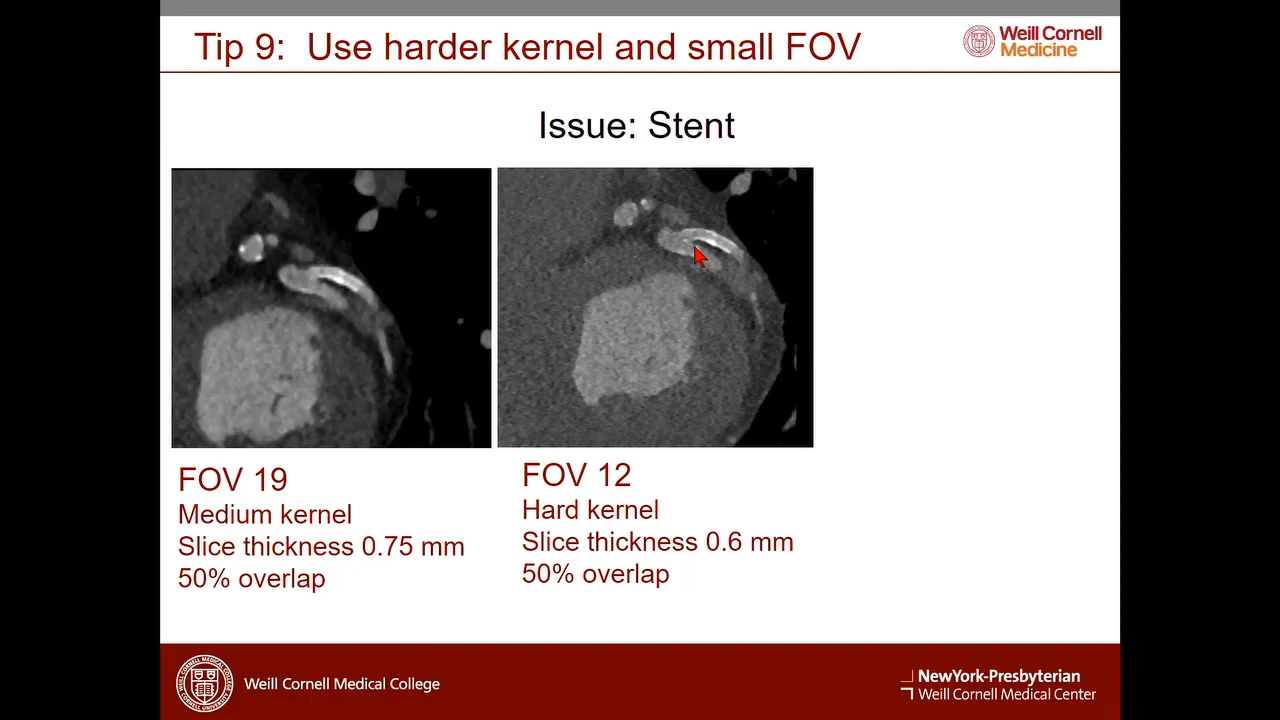 Tip 9: Use harder kernel and small FOV
Weill Cornell
Medicine
Issue: Stent
FOV 19
Medium kernel
Slice thickness 0.75 mm
50% overlap
FOV 12
Hard kernel
Slice thickness 0.6 mm
50% overlap
Weill Cornell Medical College
NewYork-Presbyterian
Weill Cornell Medical Center